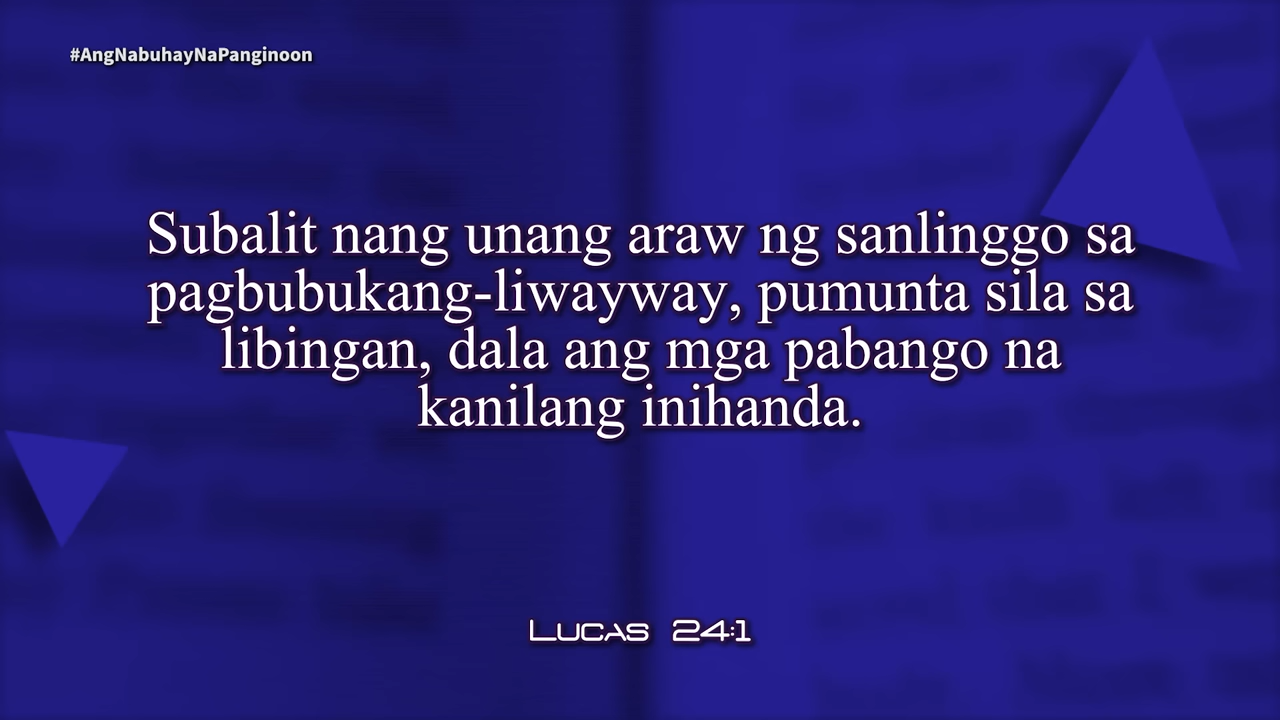 #AngNabuhayNaPanginoon
Subalit nang unang araw ng sanlinggo sa
pagbubukang-liwayway, pumunta sila sa
libingan, dala ang mga pabango na
kanilang inihanda.
Lucas 24:1